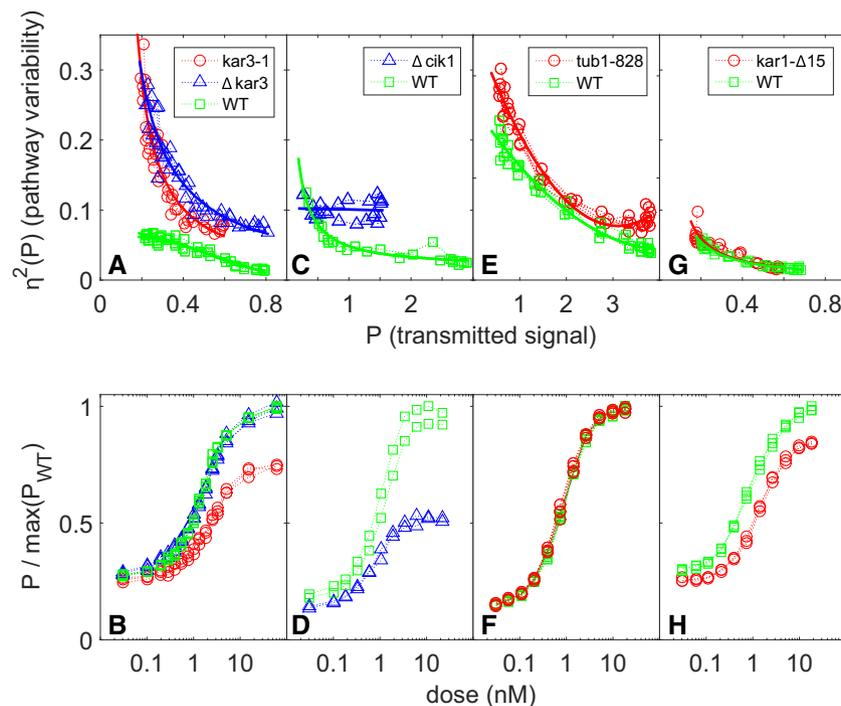 kar3-1
Δ kar3
WT
Δ cik1
WT
tub1-828
WT
kar1-Δ15
WT
η²(P) (pathway variability)
0.3
0.2
0.1
0
A
C
E
G
0 0.4 0.8
1 2
1 2 3
0.4 0.8
P (transmitted signal)
P / max(P_WT)
1
0.5
0
B
D
F
H
0.1 1 10
0.1 1 10
0.1 1 10
0.1 1 10
dose (nM)